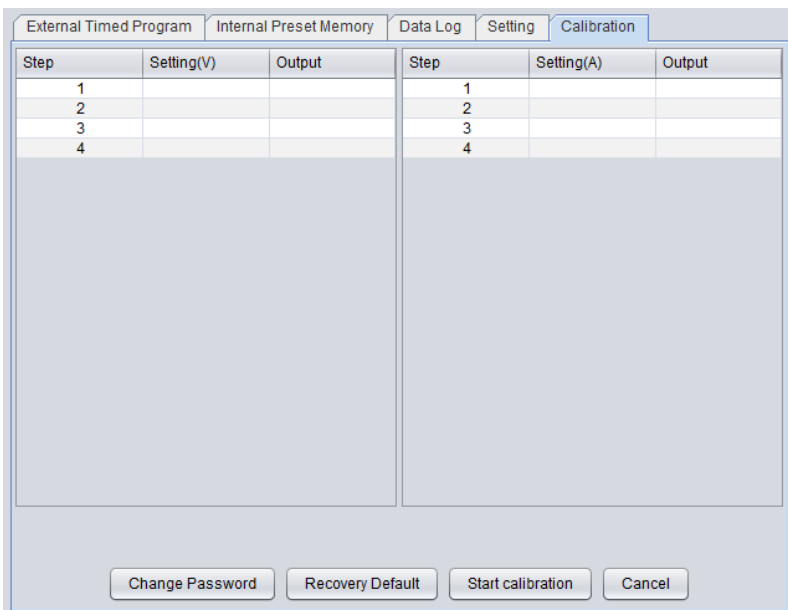 External Timed Program Internal Preset Memory Data Log Setting Calibration
Step Setting(V) Output Step Setting(A) Output
1 1
2 2
3 3
4 4
Change Password Recovery Default Start calibration Cancel